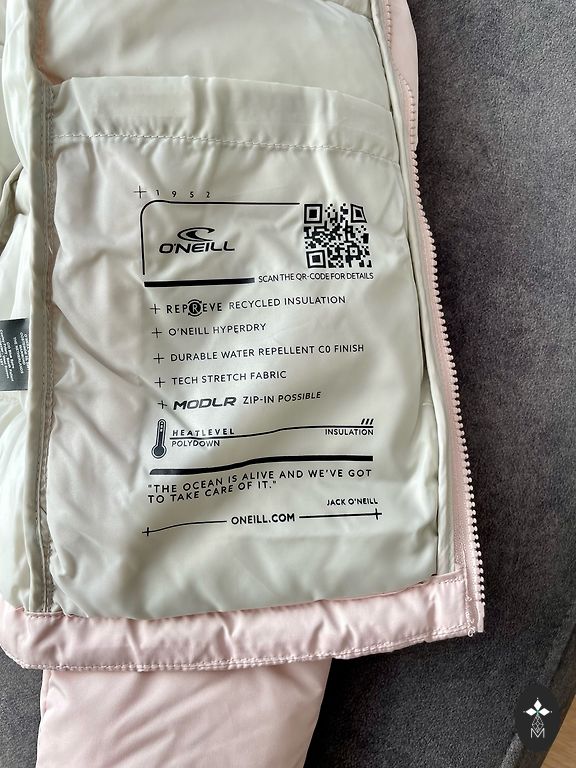 1952
O'NEILL
SCAN THE QR-CODE FOR DETAILS
REPREVE RECYCLED INSULATION
O'NEILL HYPERDRY
DURABLE WATER REPELLENT C0 FINISH
TECH STRETCH FABRIC
MODLR ZIP-IN POSSIBLE
HEATLEVEL ///
POLYDOWN INSULATION
"THE OCEAN IS ALIVE AND WE'VE GOT
TO TAKE CARE OF IT."
JACK O'NEILL
ONEILL.COM
M